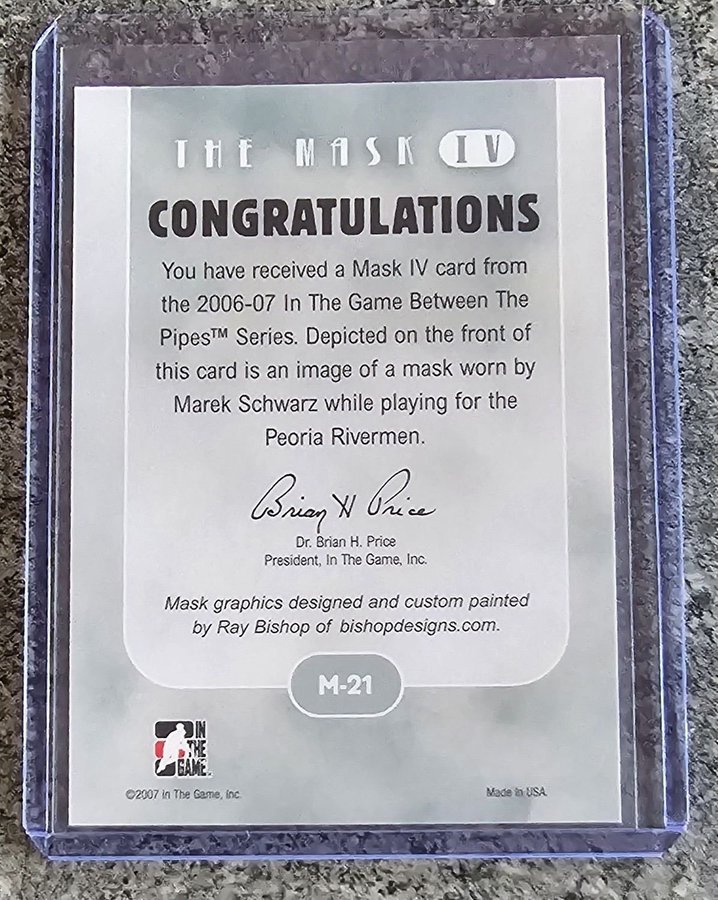 THE MASK IV
CONGRATULATIONS
You have received a Mask IV card from
the 2006-07 In The Game Between The
Pipes™ Series. Depicted on the front of
this card is an image of a mask worn by
Marek Schwarz while playing for the
Peoria Rivermen.
Brian H Price
Dr. Brian H. Price
President, In The Game, Inc.
Mask graphics designed and custom painted
by Ray Bishop of bishopdesigns.com.
M-21
IN
THE
GAME
©2007 In The Game, Inc.
Made in USA